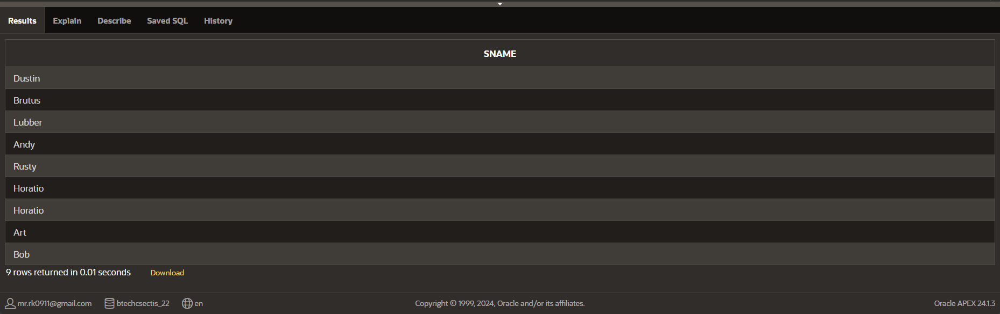 Results Explain Describe Saved SQL History
SNAME
Dustin
Brutus
Lubber
Andy
Rusty
Horatio
Horatio
Art
Bob
9 rows returned in 0.01 seconds Download
mr.rk0911@gmail.com btechcsectis_22 en Copyright © 1999, 2024, Oracle and/or its affiliates. Oracle APEX 24.1.3